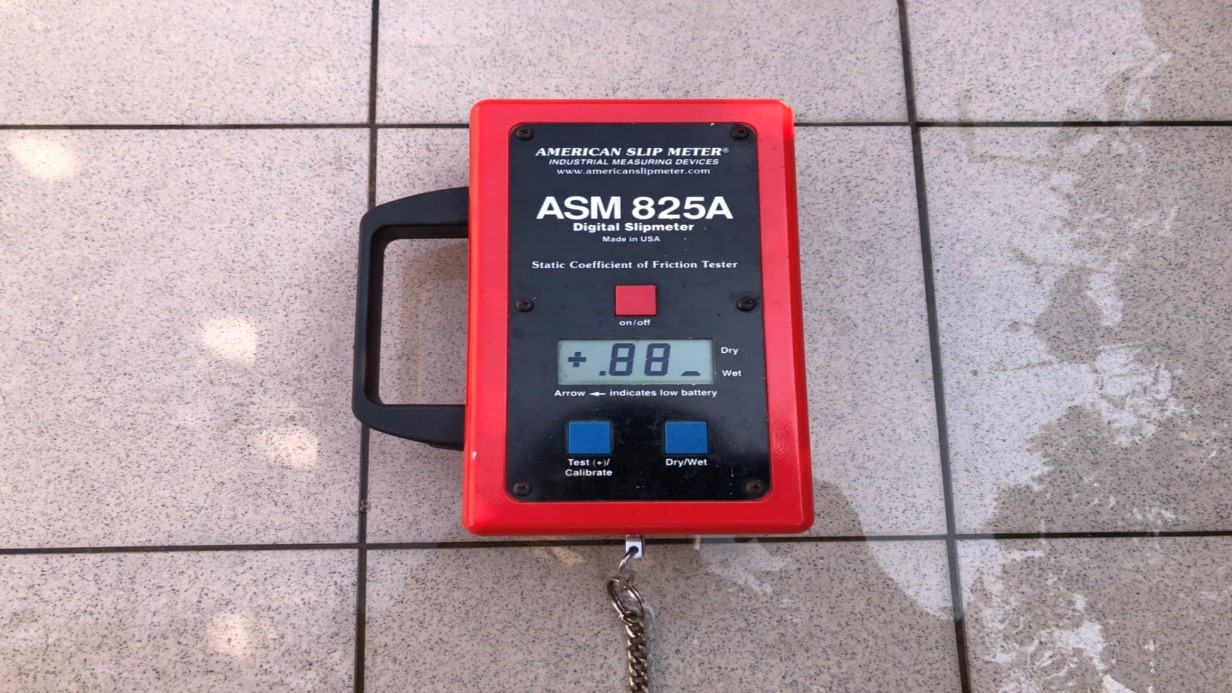 AMERICAN SLIP METER®
INDUSTRIAL MEASURING DEVICES
www.americanslipmeter.com
ASM 825A
Digital Slipmeter
Made in USA
Static Coefficient of Friction Tester
on/off
+ .88 _
Dry
Wet
Arrow ← indicates low battery
Test (+)/
Calibrate
Dry/Wet